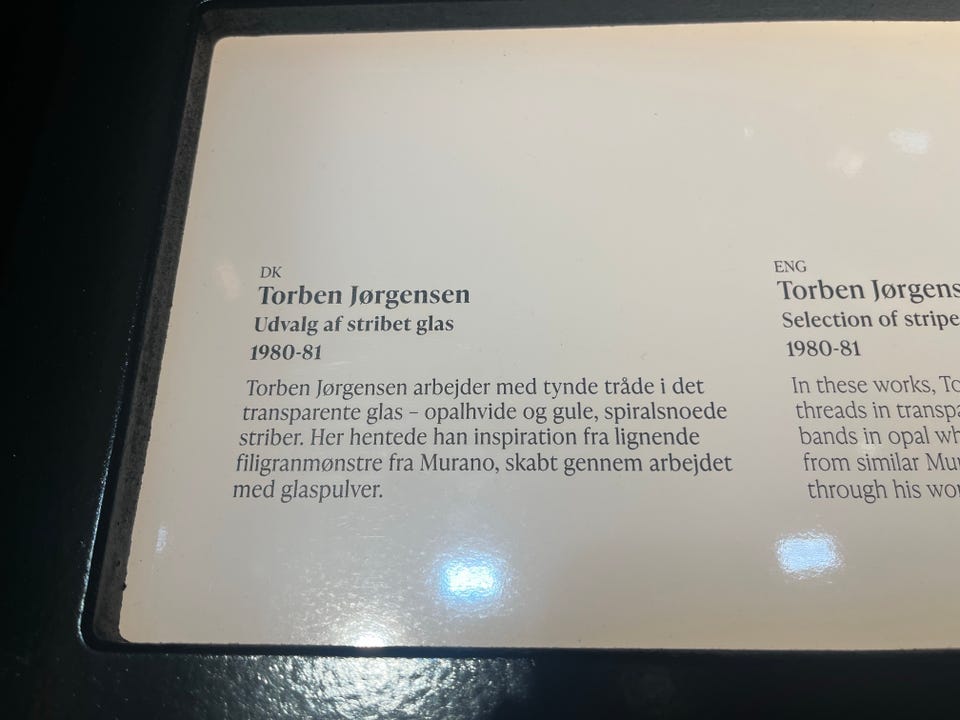 DK
Torben Jørgensen
Udvalg af stribet glas
1980-81
Torben Jørgensen arbejder med tynde tråde i det
transparente glas – opalhvide og gule, spiralsnoede
striber. Her hentede han inspiration fra lignende
filigranmønstre fra Murano, skabt gennem arbejdet
med glaspulver.
ENG
Torben Jørgens
Selection of stripe
1980-81
In these works, To
threads in transpa
bands in opal wh
from similar Mu
through his wo